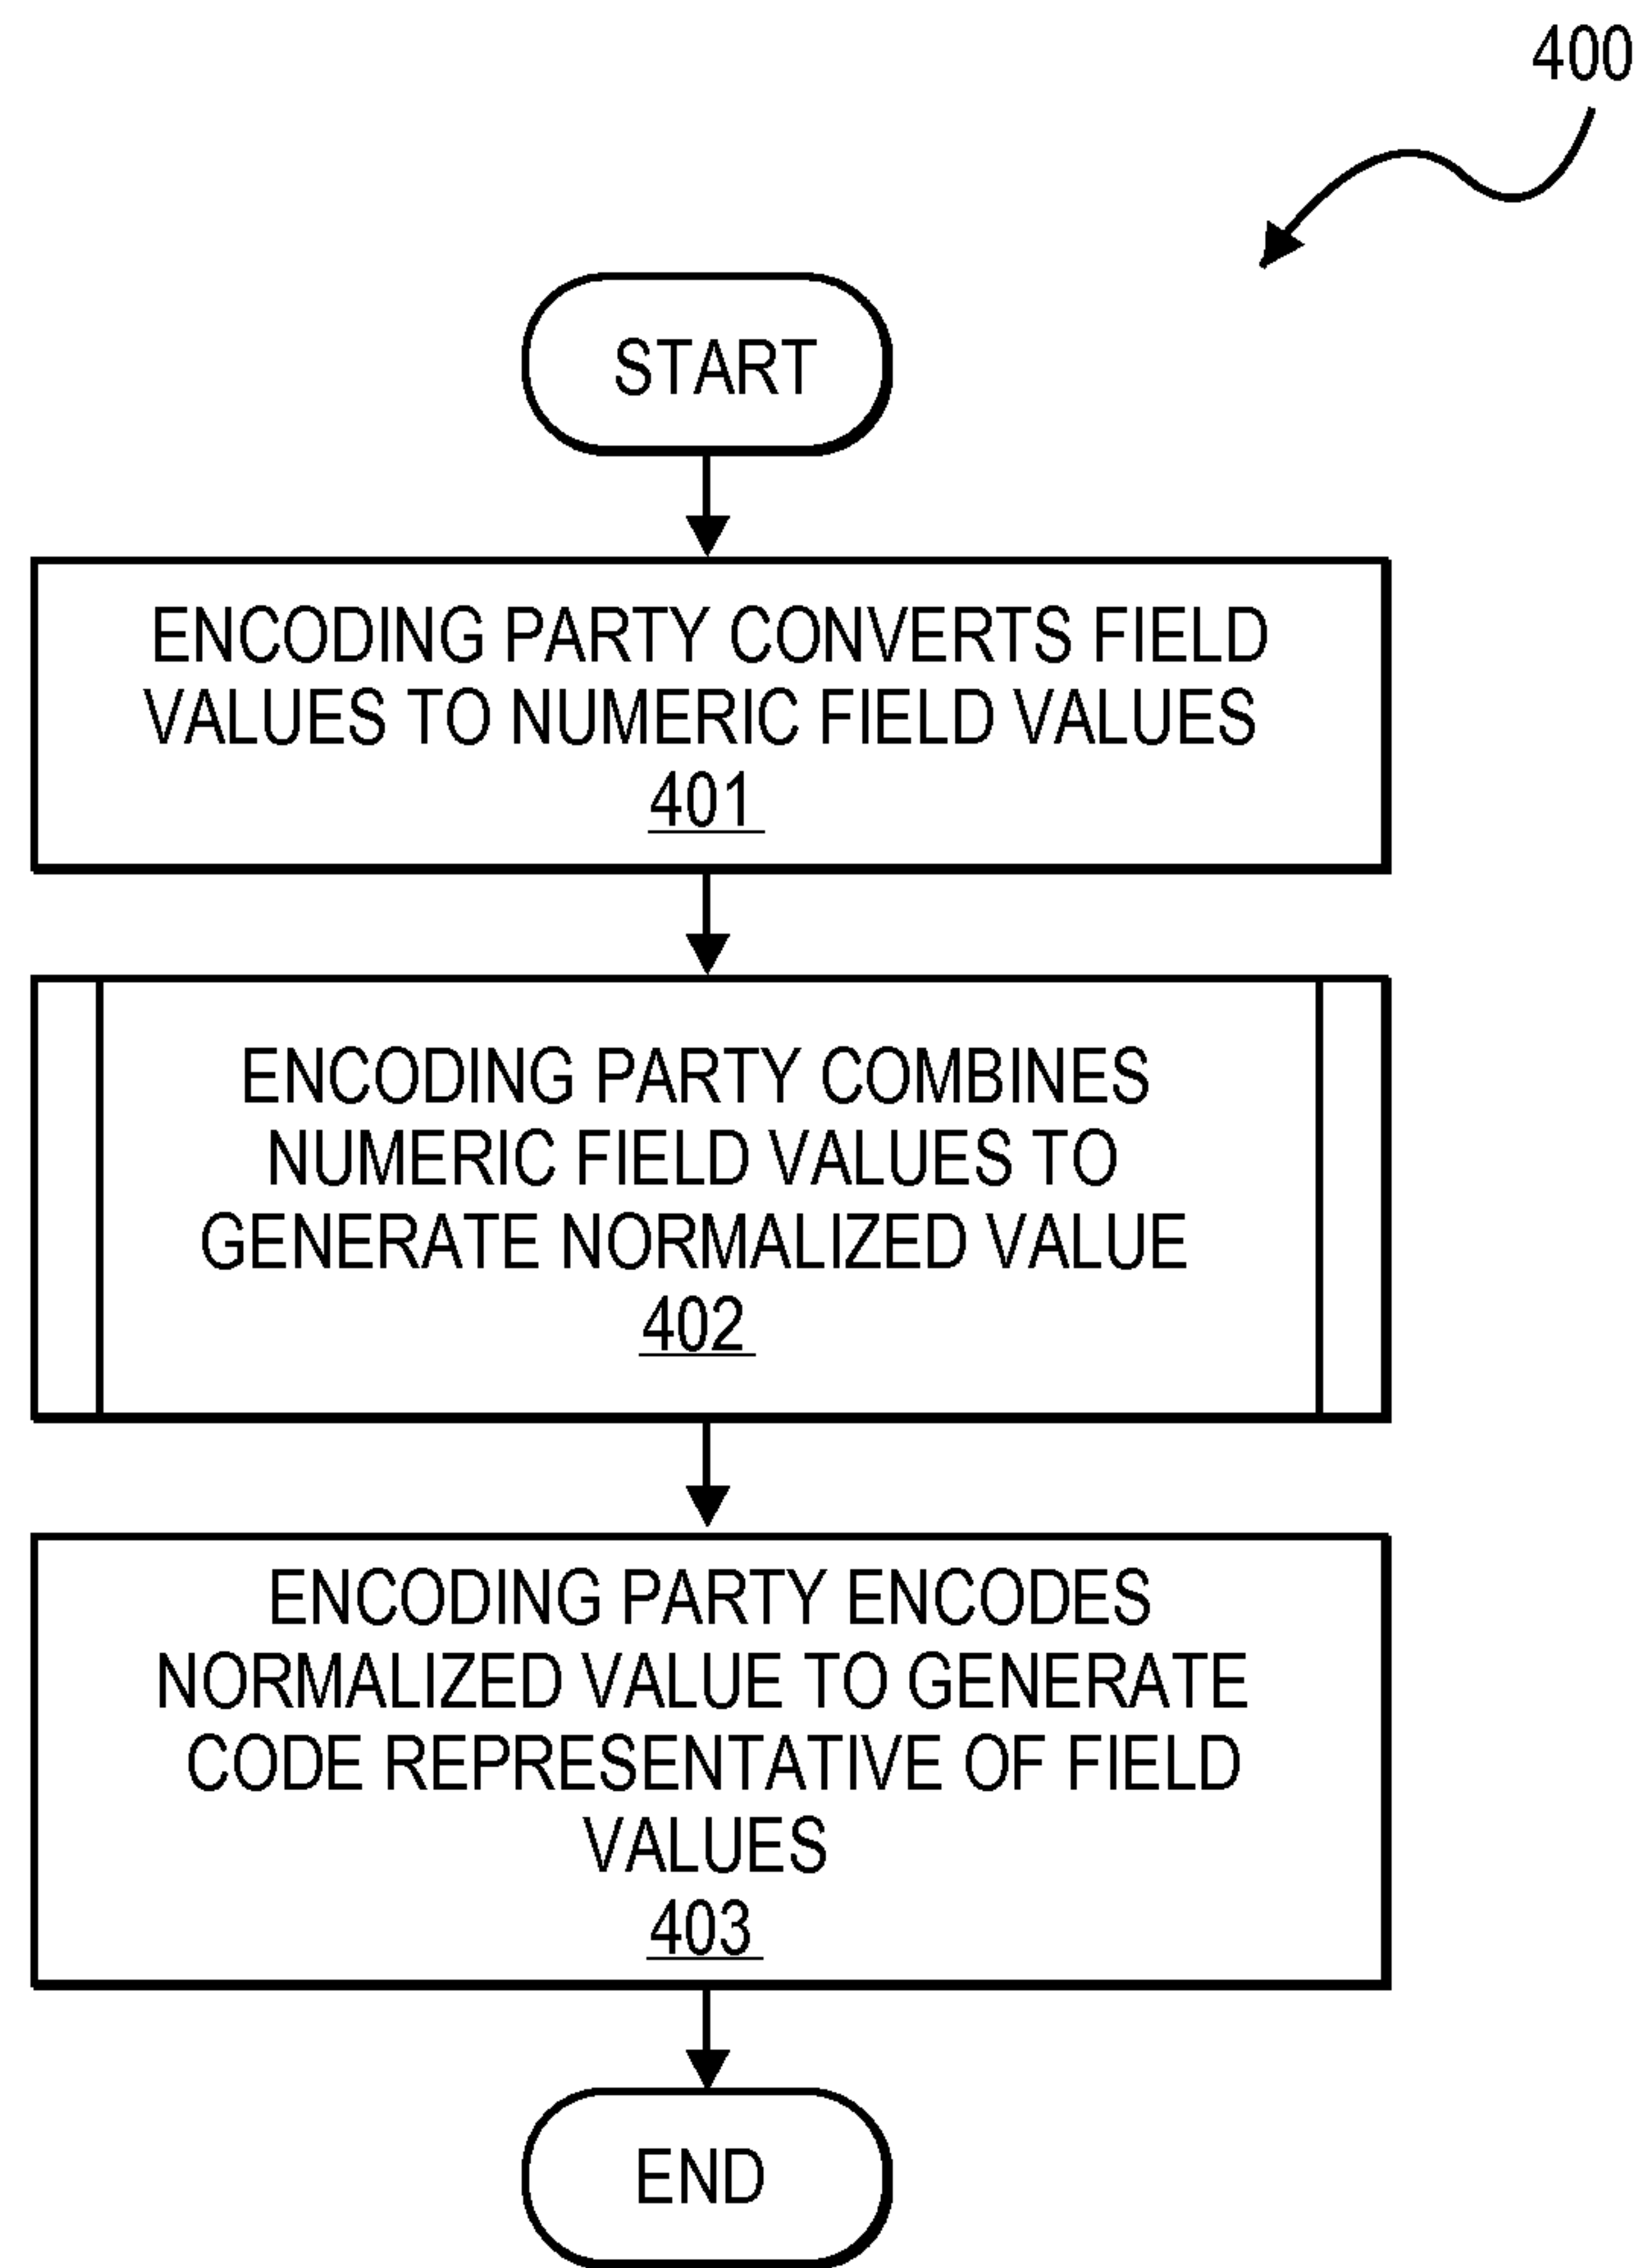 400
START
ENCODING PARTY CONVERTS FIELD
VALUES TO NUMERIC FIELD VALUES
401
ENCODING PARTY COMBINES
NUMERIC FIELD VALUES TO
GENERATE NORMALIZED VALUE
402
ENCODING PARTY ENCODES
NORMALIZED VALUE TO GENERATE
CODE REPRESENTATIVE OF FIELD
VALUES
403
END